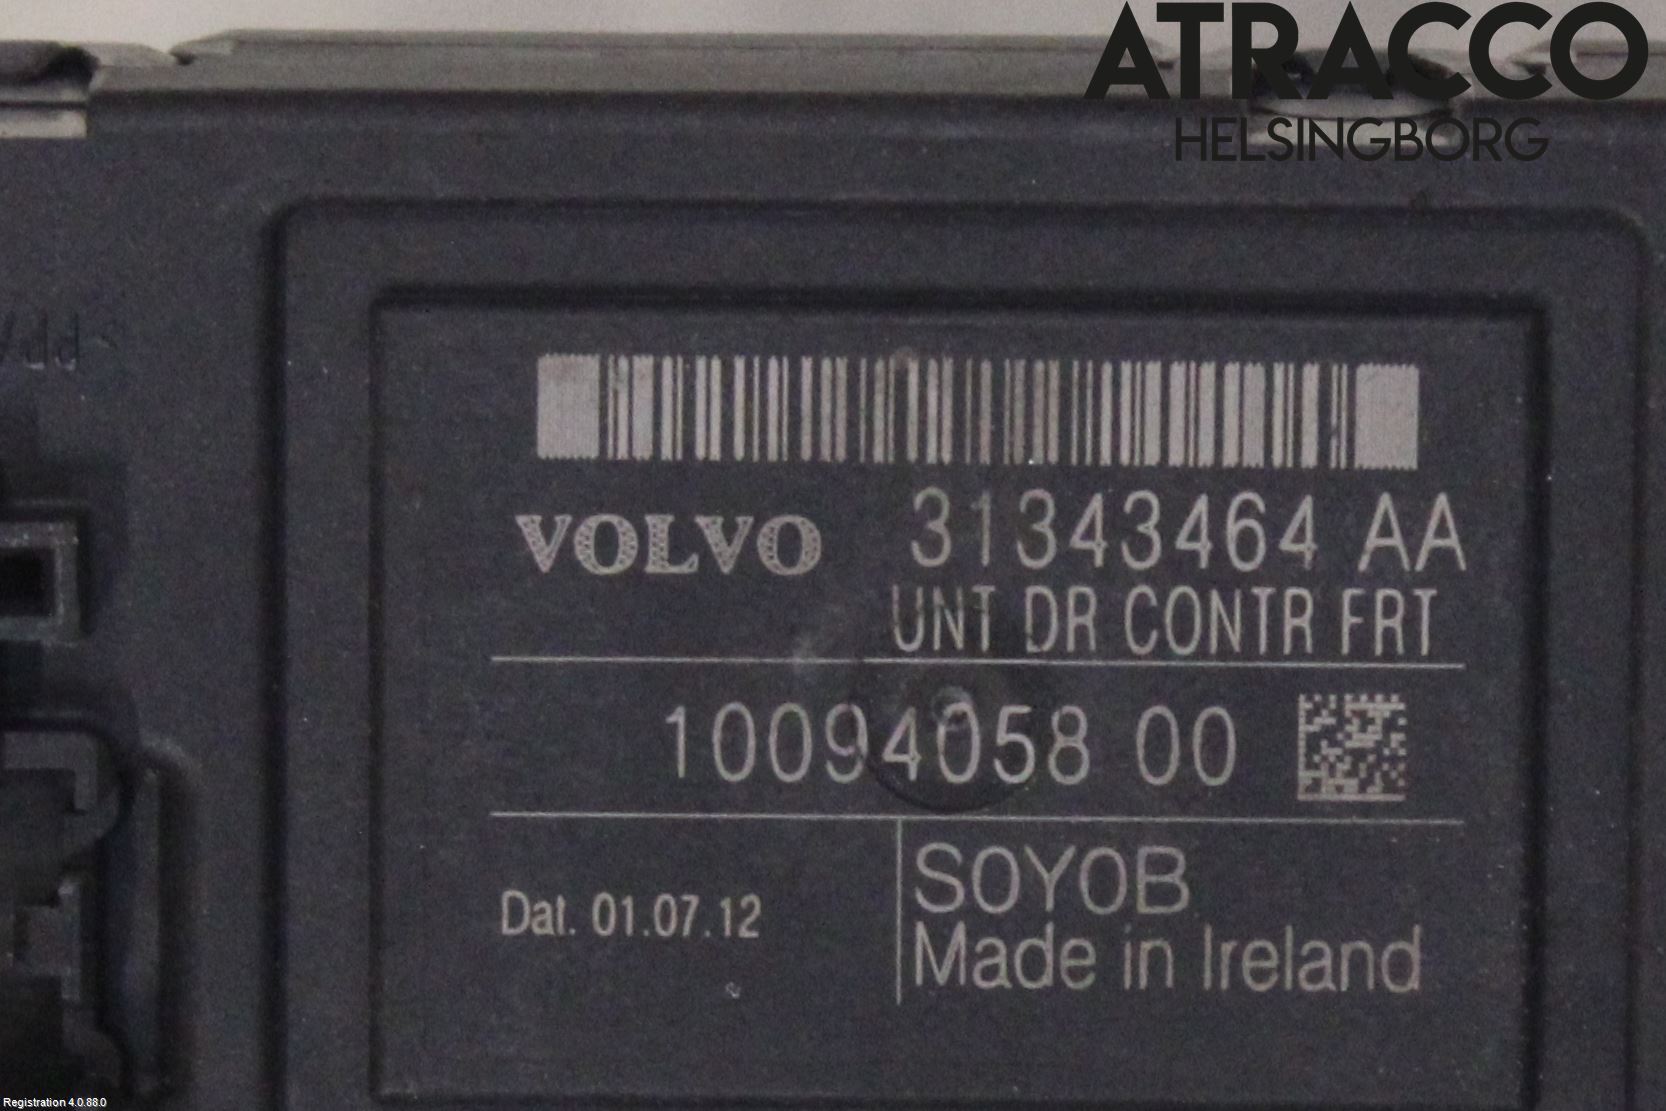 ATRACCO
HELSINGBORG
VOLVO 31343464 AA
UNT DR CONTR FRT
10094058 00
Dat. 01.07.12
SOYOB
Made in Ireland
Registration 4.0.88.0